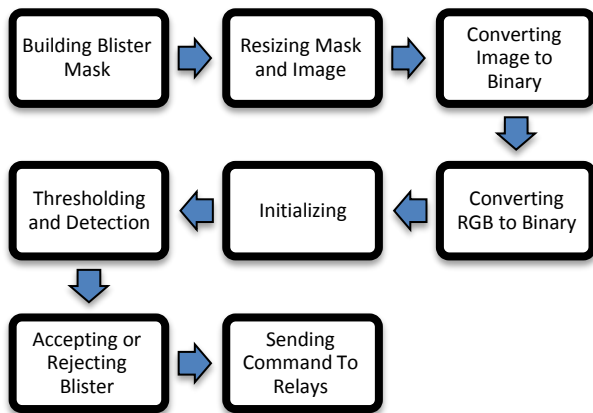 Building Blister
Mask
Resizing Mask
and Image
Converting
Image to
Binary
Converting
RGB to Binary
Initializing
Thresholding
and Detection
Accepting or
Rejecting
Blister
Sending
Command To
Relays